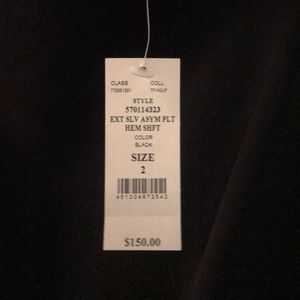 CLASS COLL
STYLE
570114323
EXT SLV ASYM PLT
HEM SHFT
COLOR
BLACK
SIZE
2
$150.00